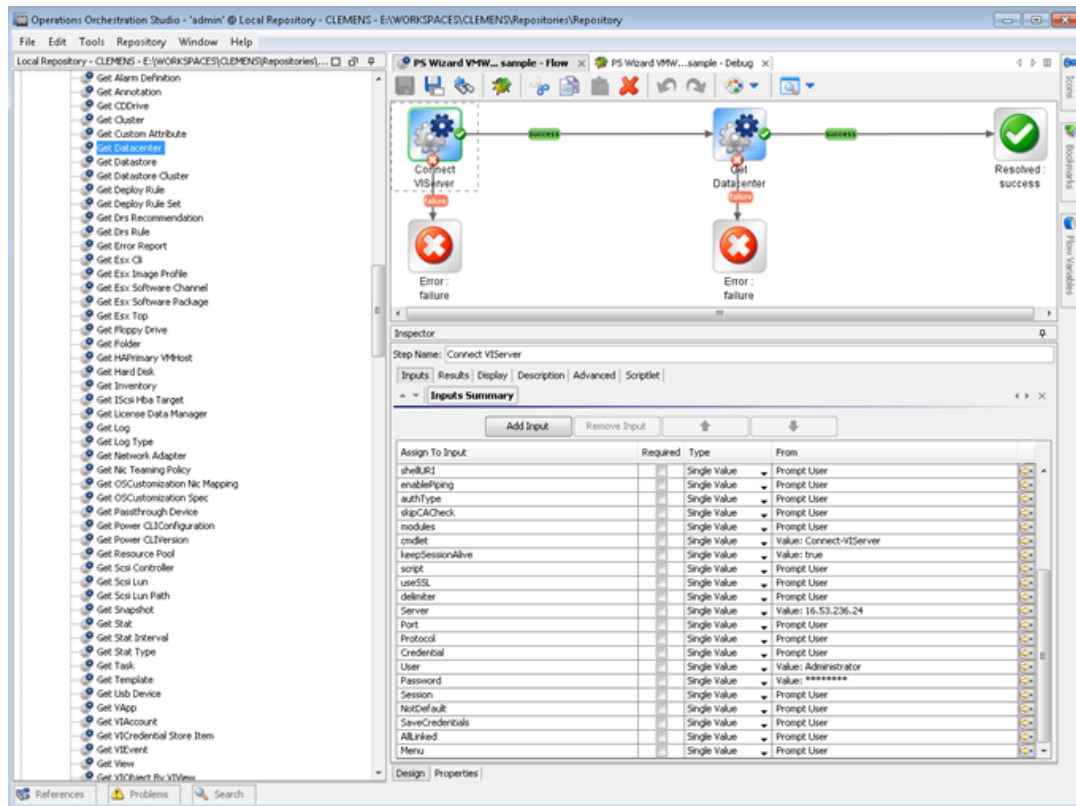 Operations Orchestration Studio - 'admin' @ Local Repository - CLEMENS - E:\WORKSPACES\CLEMENS\Repositories\Repository
File Edit Tools Repository Window Help
Local Repository - CLEMENS - E:\WORKSPACES\CLEMENS\Repositories\...
Get Alarm Definition
Get Annotation
Get CDDrive
Get Cluster
Get Custom Attribute
Get Datacenter
Get Datastore
Get Datastore Cluster
Get Deploy Rule
Get Deploy Rule Set
Get Drs Recommendation
Get Drs Rule
Get Error Report
Get Esx Cli
Get Esx Image Profile
Get Esx Software Channel
Get Esx Software Package
Get Esx Top
Get Floppy Drive
Get Folder
Get HAPrimary VMHost
Get Hard Disk
Get Inventory
Get IScsi Hba Target
Get License Data Manager
Get Log
Get Log Type
Get Network Adapter
Get Nic Teaming Policy
Get OSCustomization Nic Mapping
Get OSCustomization Spec
Get Passthrough Device
Get Power CLIConfiguration
Get Power CLIVersion
Get Resource Pool
Get Scsi Controller
Get Scsi Lun
Get Scsi Lun Path
Get Snapshot
Get Stat
Get Stat Interval
Get Stat Type
Get Task
Get Template
Get Usb Device
Get VApp
Get VIAccount
Get VICredential Store Item
Get VIEvent
Get View
Get VIObject By VIView
PS Wizard VMW... sample - Flow
PS Wizard VMW...sample - Debug
success
success
Connect
VIServer
Get
Datacenter
Resolved :
success
failure
failure
Error :
failure
Error :
failure
Icons
Bookmarks
Flow Variables
Inspector
Step Name: Connect VIServer
Inputs Results Display Description Advanced Scriptlet
Inputs Summary
Add Input Remove Input
Assign To Input Required Type From
shellURI Single Value Prompt User
enablePiping Single Value Prompt User
authType Single Value Prompt User
skipCACheck Single Value Prompt User
modules Single Value Prompt User
cmdlet Single Value Value: Connect-VIServer
keepSessionAlive Single Value Value: true
script Single Value Prompt User
useSSL Single Value Prompt User
delimiter Single Value Prompt User
Server Single Value Value: 16.53.236.24
Port Single Value Prompt User
Protocol Single Value Prompt User
Credential Single Value Prompt User
User Single Value Value: Administrator
Password Single Value Value: ********
Session Single Value Prompt User
NotDefault Single Value Prompt User
SaveCredentials Single Value Prompt User
AllLinked Single Value Prompt User
Menu Single Value Prompt User
Design Properties
References Problems Search